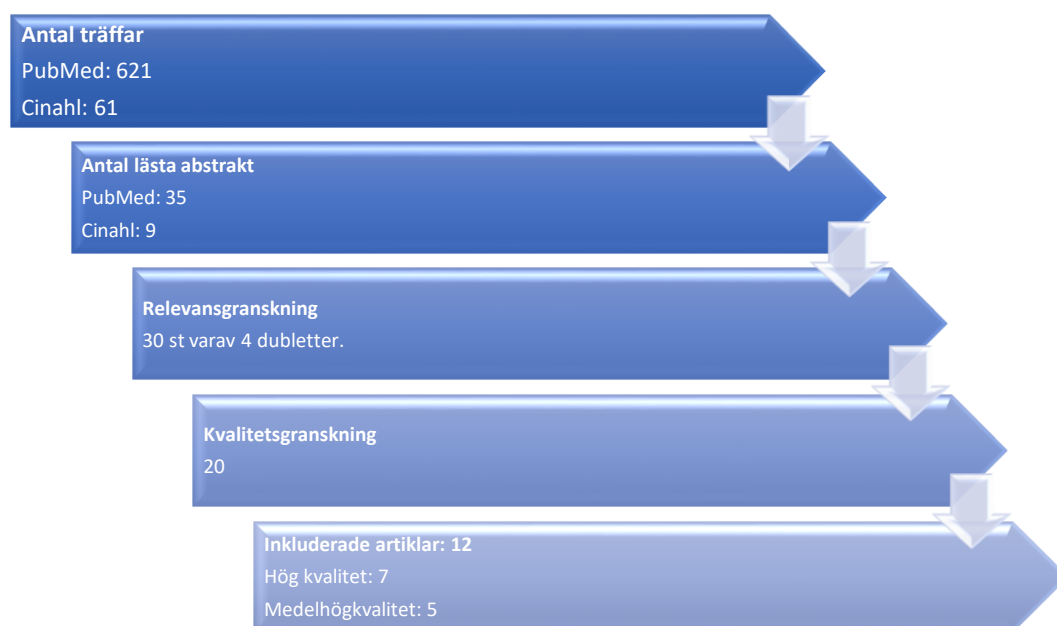 Antal träffar
PubMed: 621
Cinahl: 61
Antal lästa abstrakt
PubMed: 35
Cinahl: 9
Relevansgranskning
30 st varav 4 dubletter.
Kvalitetsgranskning
20
Inkluderade artiklar: 12
Hög kvalitet: 7
Medelhögkvalitet: 5